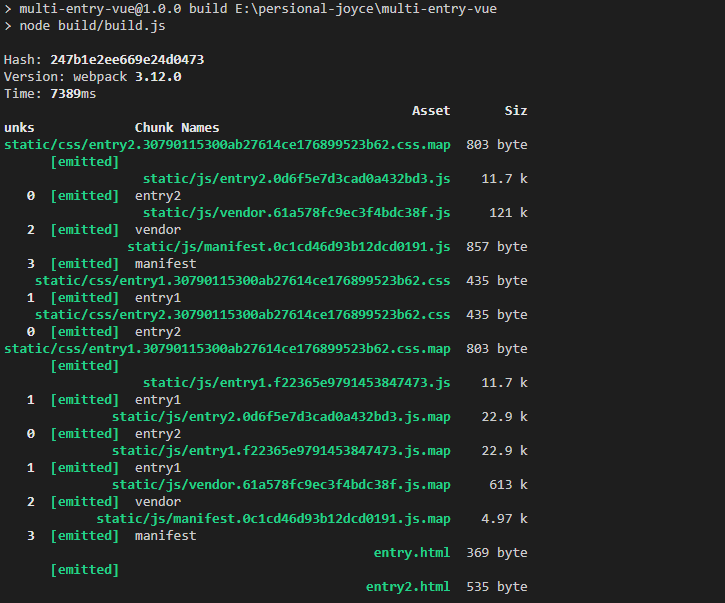 > multi-entry-vue@1.0.0 build E:\persional-joyce\multi-entry-vue
> node build/build.js
Hash: 247b1e2ee669e24d0473
Version: webpack 3.12.0
Time: 7389ms
Asset Siz
unks Chunk Names
static/css/entry2.30790115300ab27614ce176899523b62.css.map 803 byte
[emitted]
static/js/entry2.0d6f5e7d3cad0a432bd3.js 11.7 k
0 [emitted] entry2
static/js/vendor.61a578fc9ec3f4bdc38f.js 121 k
2 [emitted] vendor
static/js/manifest.0c1cd46d93b12dcd0191.js 857 byte
3 [emitted] manifest
static/css/entry1.30790115300ab27614ce176899523b62.css 435 byte
1 [emitted] entry1
static/css/entry2.30790115300ab27614ce176899523b62.css 435 byte
0 [emitted] entry2
static/css/entry1.30790115300ab27614ce176899523b62.css.map 803 byte
[emitted]
static/js/entry1.f22365e9791453847473.js 11.7 k
1 [emitted] entry1
static/js/entry2.0d6f5e7d3cad0a432bd3.js.map 22.9 k
0 [emitted] entry2
static/js/entry1.f22365e9791453847473.js.map 22.9 k
1 [emitted] entry1
static/js/vendor.61a578fc9ec3f4bdc38f.js.map 613 k
2 [emitted] vendor
static/js/manifest.0c1cd46d93b12dcd0191.js.map 4.97 k
3 [emitted] manifest
entry.html 369 byte
[emitted]
entry2.html 535 byte